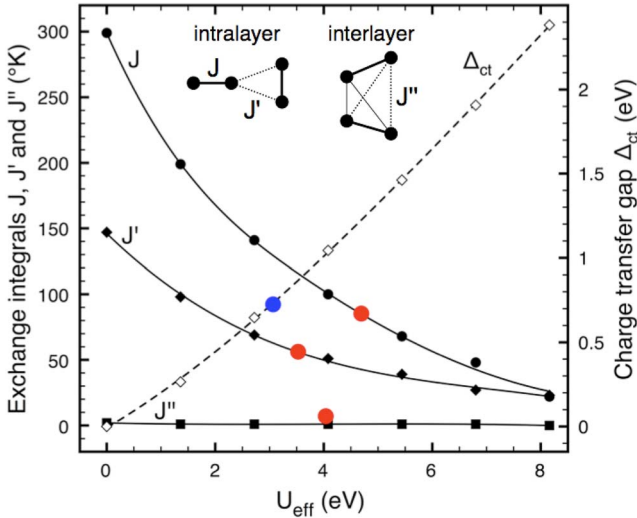 Exchange integrals J, J' and J" (°K)
300
250
200
150
100
50
0
intralayer
interlayer
J
J'
J"
J
J'
J"
Δct
2
1.5
1
0.5
0
Charge transfer gap Δct (eV)
0
2
4
6
8
Ueff (eV)